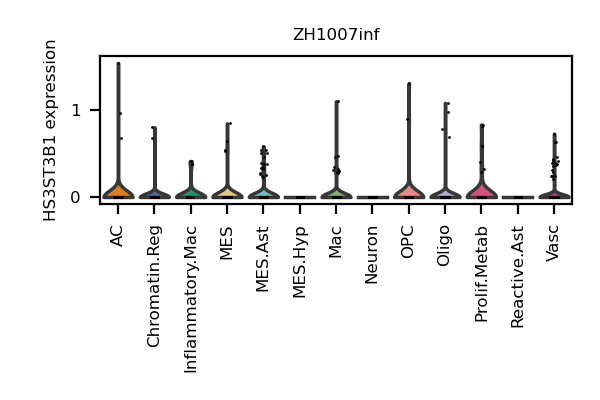 ZH1007inf
HS3ST3B1 expression
1
0
AC
Chromatin.Reg
Inflammatory.Mac
MES
MES.Ast
MES.Hyp
Mac
Neuron
OPC
Oligo
Prolif.Metab
Reactive.Ast
Vasc